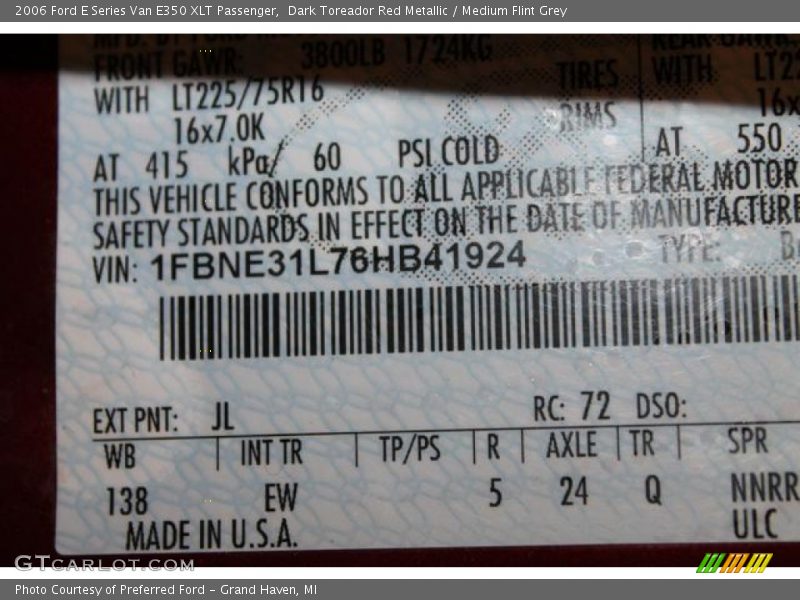 2006 Ford E Series Van E350 XLT Passenger,  Dark Toreador Red Metallic / Medium Flint Grey
FRONT GAWR: 3800LB 1724KG
WITH LT225/75R16 TIRES WITH
16x7.0K RIMS
AT 415 kPa/ 60 PSI COLD AT 550
THIS VEHICLE CONFORMS TO ALL APPLICABLE FEDERAL MOTOR
SAFETY STANDARDS IN EFFECT ON THE DATE OF
VIN: 1FBNE31L76HB41924 TYPE:
EXT PNT: JL RC: 72 DSO:
WB INT TR TP/PS R AXLE TR SPR
138 EW 5 24 Q NNRR
MADE IN U.S.A. ULC
GTCARLOT.COM
Photo Courtesy of Preferred Ford – Grand Haven, MI